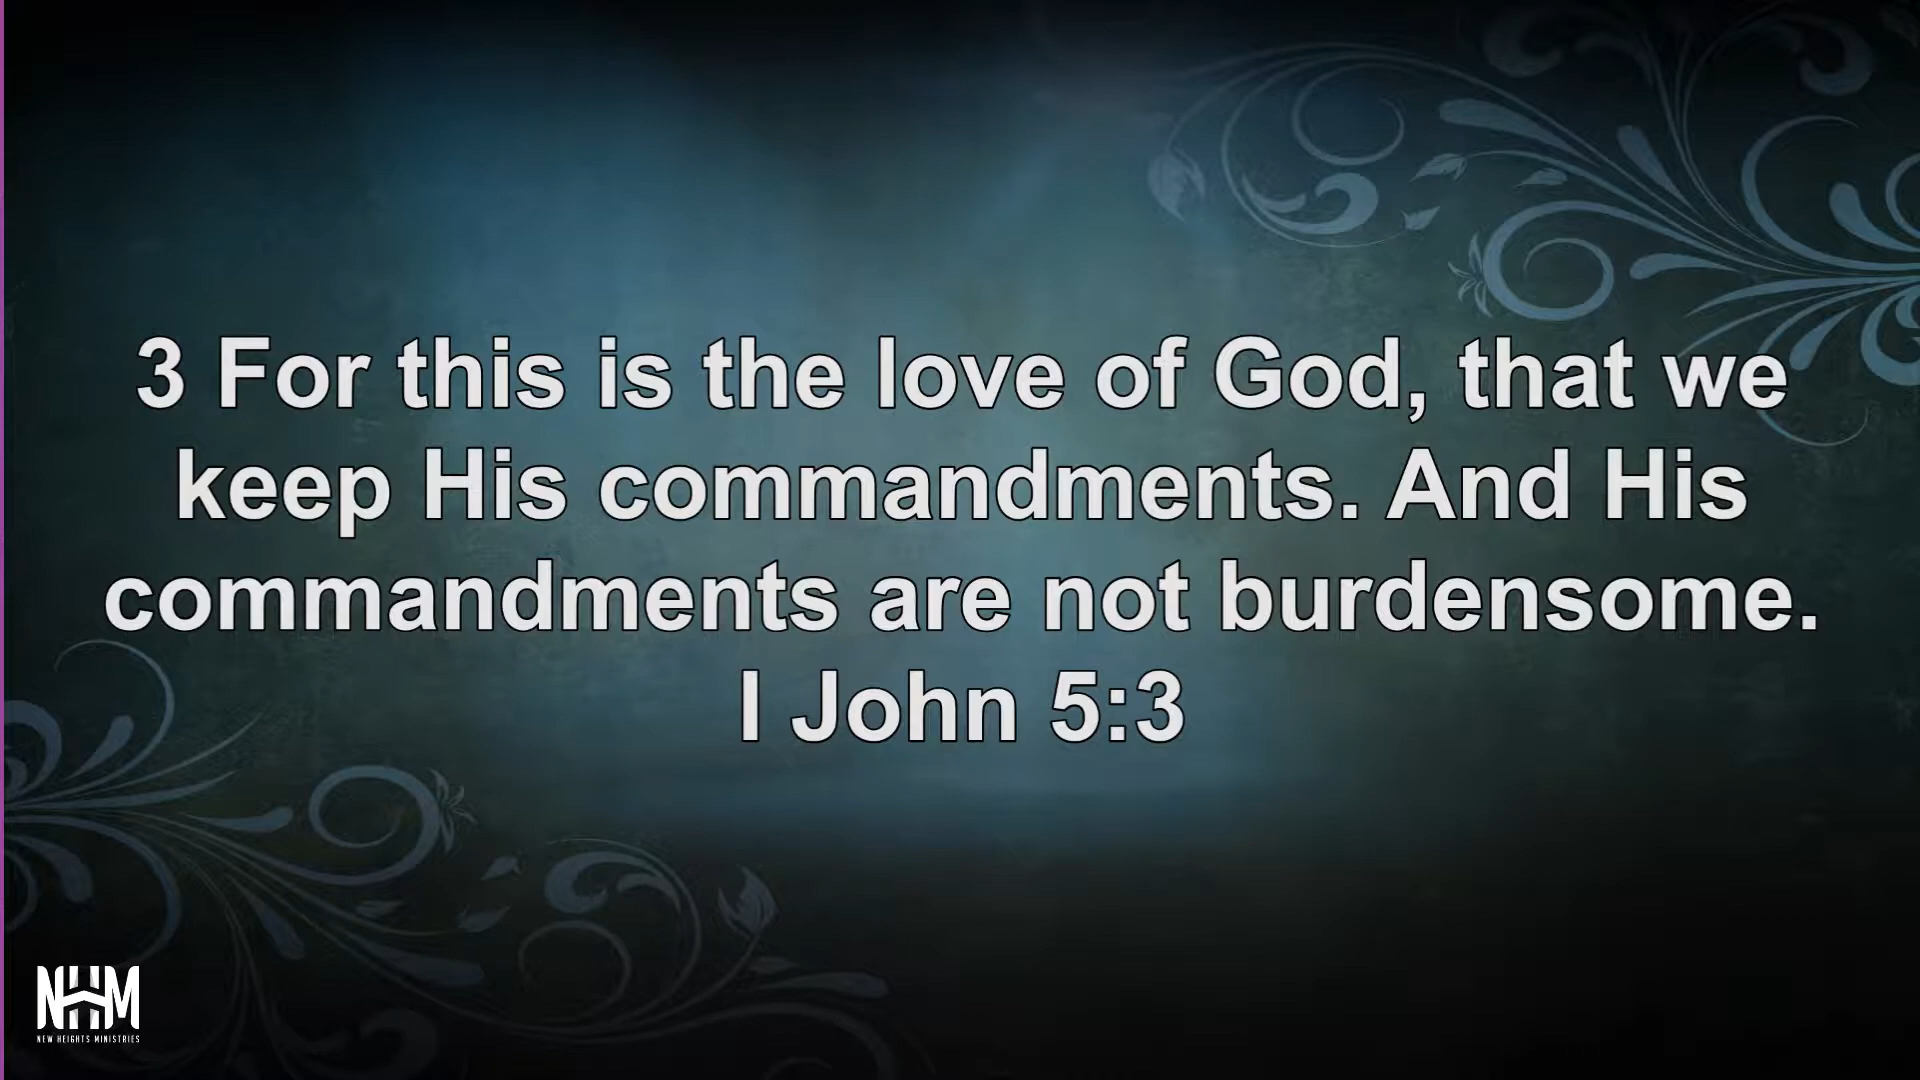 3 For this is the love of God, that we
keep His commandments. And His
commandments are not burdensome.
I John 5:3
NHM
NEW HEIGHTS MINISTRIES